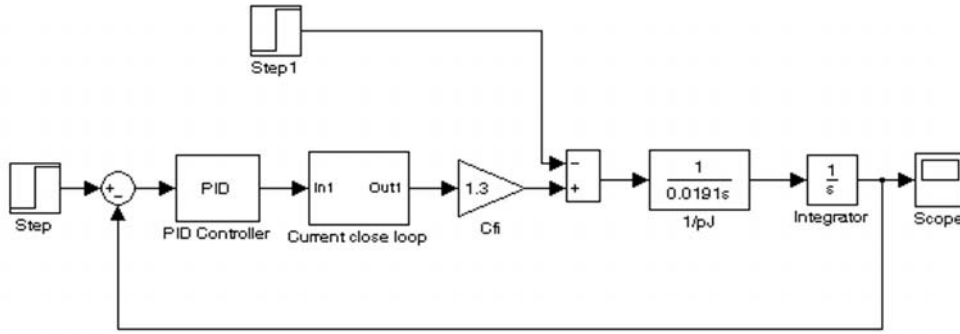 Step1
Step
+
−
PID
PID Controller
In1 Out1
Current close loop
1.3
Cfi
−
+
1
0.0191s
1/pJ
1
s
Integrator
Scope